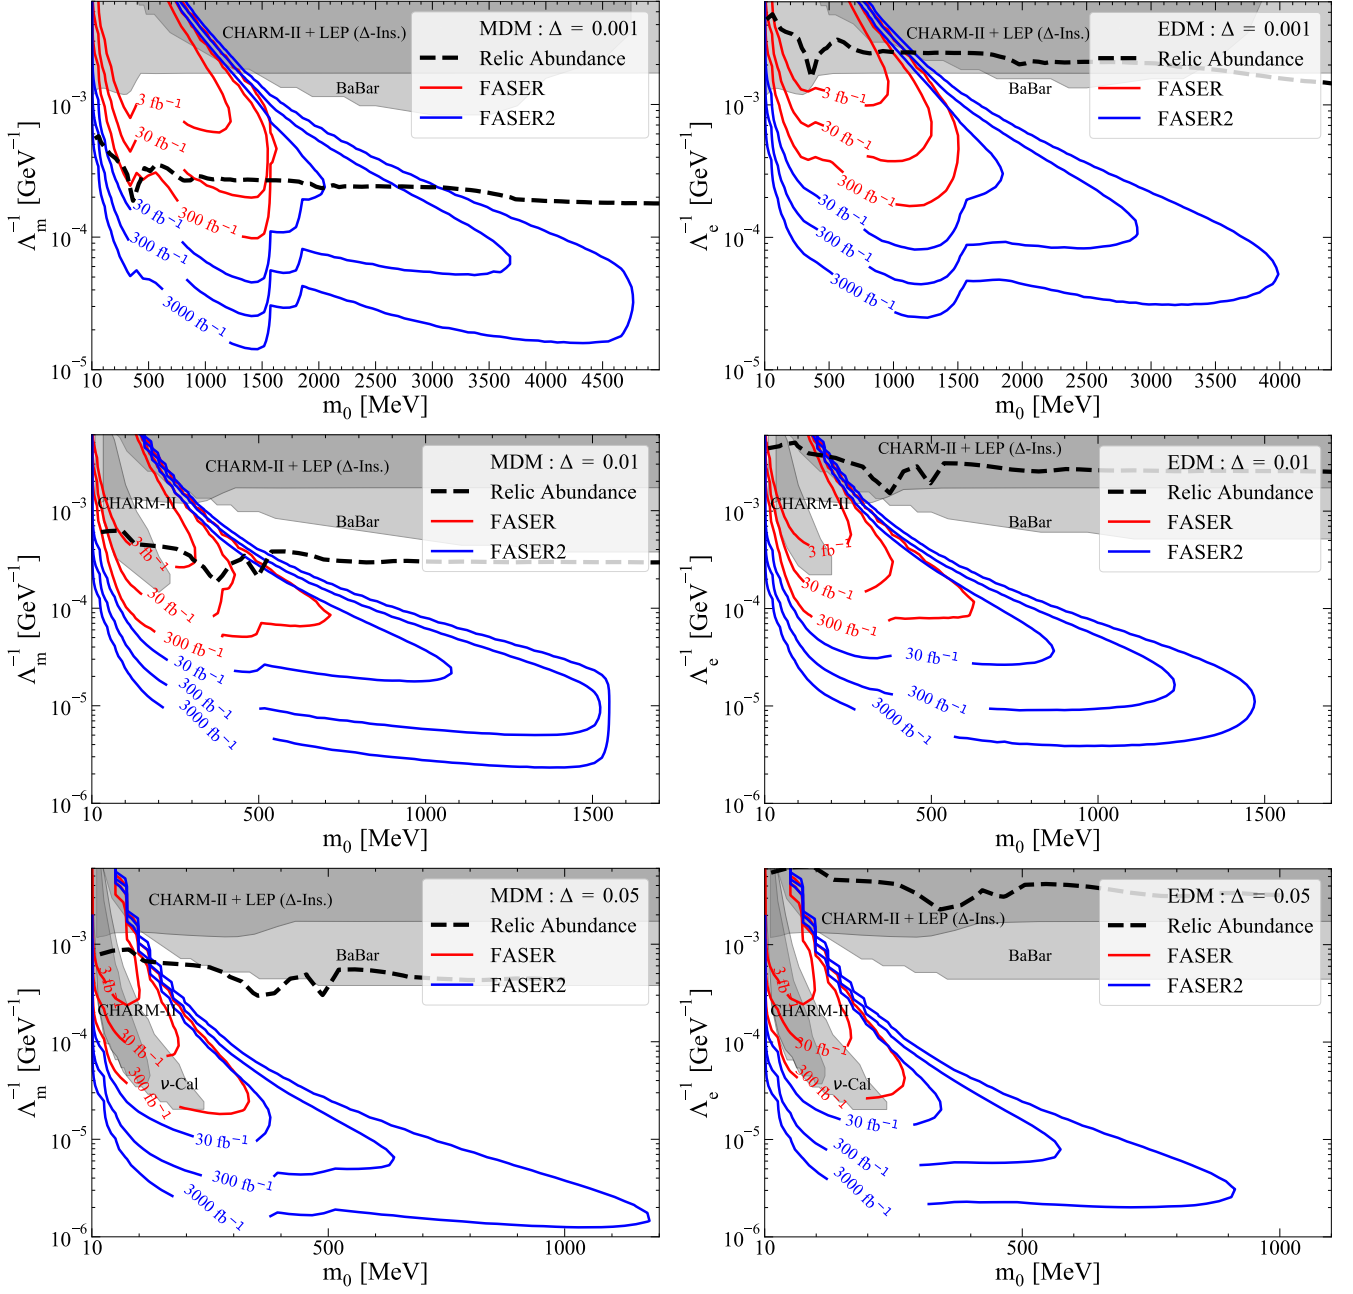 CHARM-II + LEP (Δ-Ins.)
MDM : Δ = 0.001
Relic Abundance
FASER
FASER2
BaBar
3 fb⁻¹
30 fb⁻¹
300 fb⁻¹
30 fb⁻¹
300 fb⁻¹
3000 fb⁻¹
10⁻³
10⁻⁴
10⁻⁵
Λₘ⁻¹ [GeV⁻¹]
10 500 1000 1500 2000 2500 3000 3500 4000 4500
m₀ [MeV]
CHARM-II + LEP (Δ-Ins.)
EDM : Δ = 0.001
Relic Abundance
FASER
FASER2
BaBar
3 fb⁻¹
30 fb⁻¹
300 fb⁻¹
30 fb⁻¹
300 fb⁻¹
3000 fb⁻¹
10⁻³
10⁻⁴
10⁻⁵
Λₑ⁻¹ [GeV⁻¹]
10 500 1000 1500 2000 2500 3000 3500 4000
m₀ [MeV]
CHARM-II + LEP (Δ-Ins.)
MDM : Δ = 0.01
Relic Abundance
FASER
FASER2
CHARM-II
BaBar
3 fb⁻¹
30 fb⁻¹
300 fb⁻¹
30 fb⁻¹
300 fb⁻¹
3000 fb⁻¹
10⁻³
10⁻⁴
10⁻⁵
10⁻⁶
Λₘ⁻¹ [GeV⁻¹]
10 500 1000 1500
m₀ [MeV]
CHARM-II + LEP (Δ-Ins.)
EDM : Δ = 0.01
Relic Abundance
FASER
FASER2
CHARM-II
BaBar
3 fb⁻¹
30 fb⁻¹
300 fb⁻¹
30 fb⁻¹
300 fb⁻¹
3000 fb⁻¹
10⁻³
10⁻⁴
10⁻⁵
10⁻⁶
Λₑ⁻¹ [GeV⁻¹]
10 500 1000 1500
m₀ [MeV]
CHARM-II + LEP (Δ-Ins.)
MDM : Δ = 0.05
Relic Abundance
FASER
FASER2
BaBar
CHARM-II
ν-Cal
3 fb⁻¹
30 fb⁻¹
300 fb⁻¹
30 fb⁻¹
300 fb⁻¹
3000 fb⁻¹
10⁻³
10⁻⁴
10⁻⁵
10⁻⁶
Λₘ⁻¹ [GeV⁻¹]
10 500 1000
m₀ [MeV]
CHARM-II + LEP (Δ-Ins.)
EDM : Δ = 0.05
Relic Abundance
FASER
FASER2
BaBar
CHARM-II
ν-Cal
3 fb⁻¹
30 fb⁻¹
300 fb⁻¹
30 fb⁻¹
300 fb⁻¹
3000 fb⁻¹
10⁻³
10⁻⁴
10⁻⁵
10⁻⁶
Λₑ⁻¹ [GeV⁻¹]
10 500 1000
m₀ [MeV]